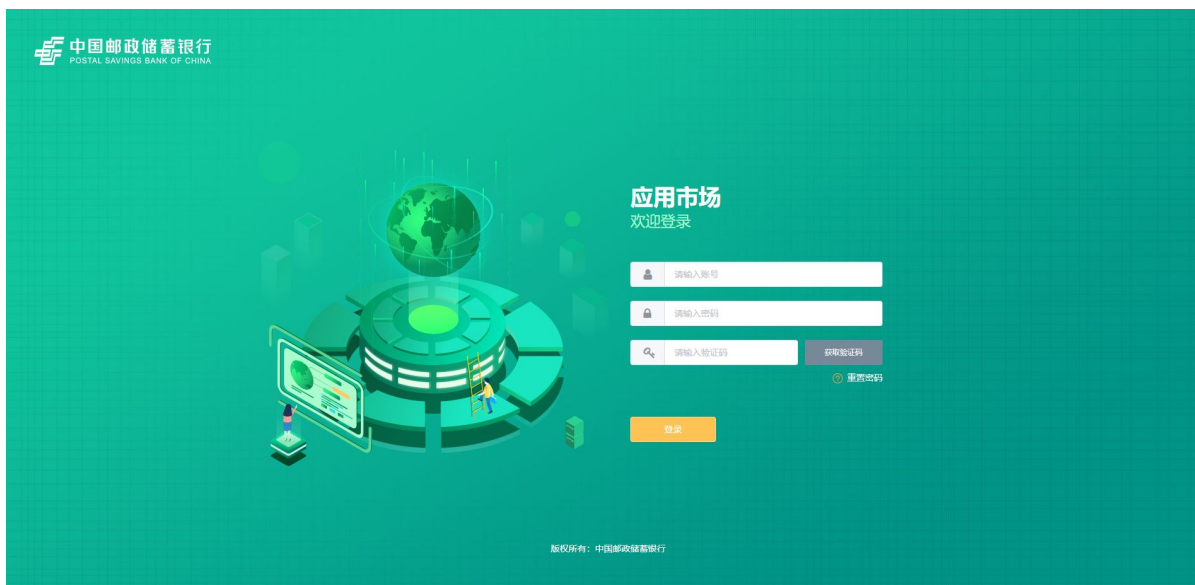 中国邮政储蓄银行
POSTAL SAVINGS BANK OF CHINA
应用市场
欢迎登录
请输入账号
请输入密码
请输入验证码
获取验证码
重置密码
登录
版权所有：中国邮政储蓄银行